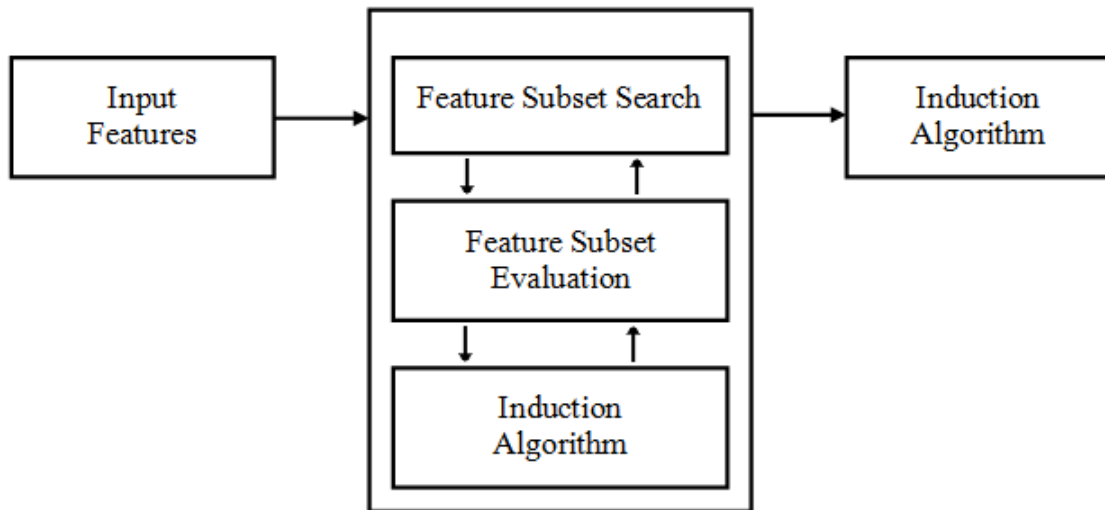 Input
Features
Feature Subset Search
Feature Subset
Evaluation
Induction
Algorithm
Induction
Algorithm